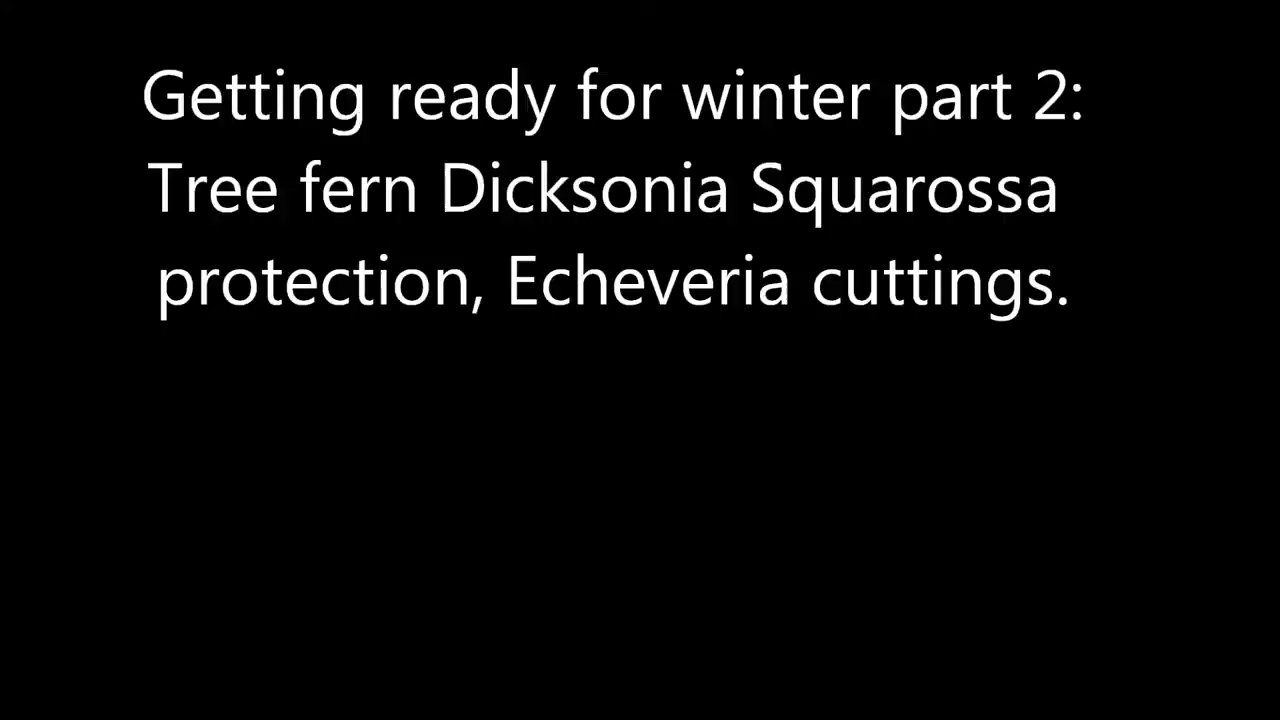 Getting ready for winter part 2:
Tree fern Dicksonia Squarossa
protection, Echeveria cuttings.